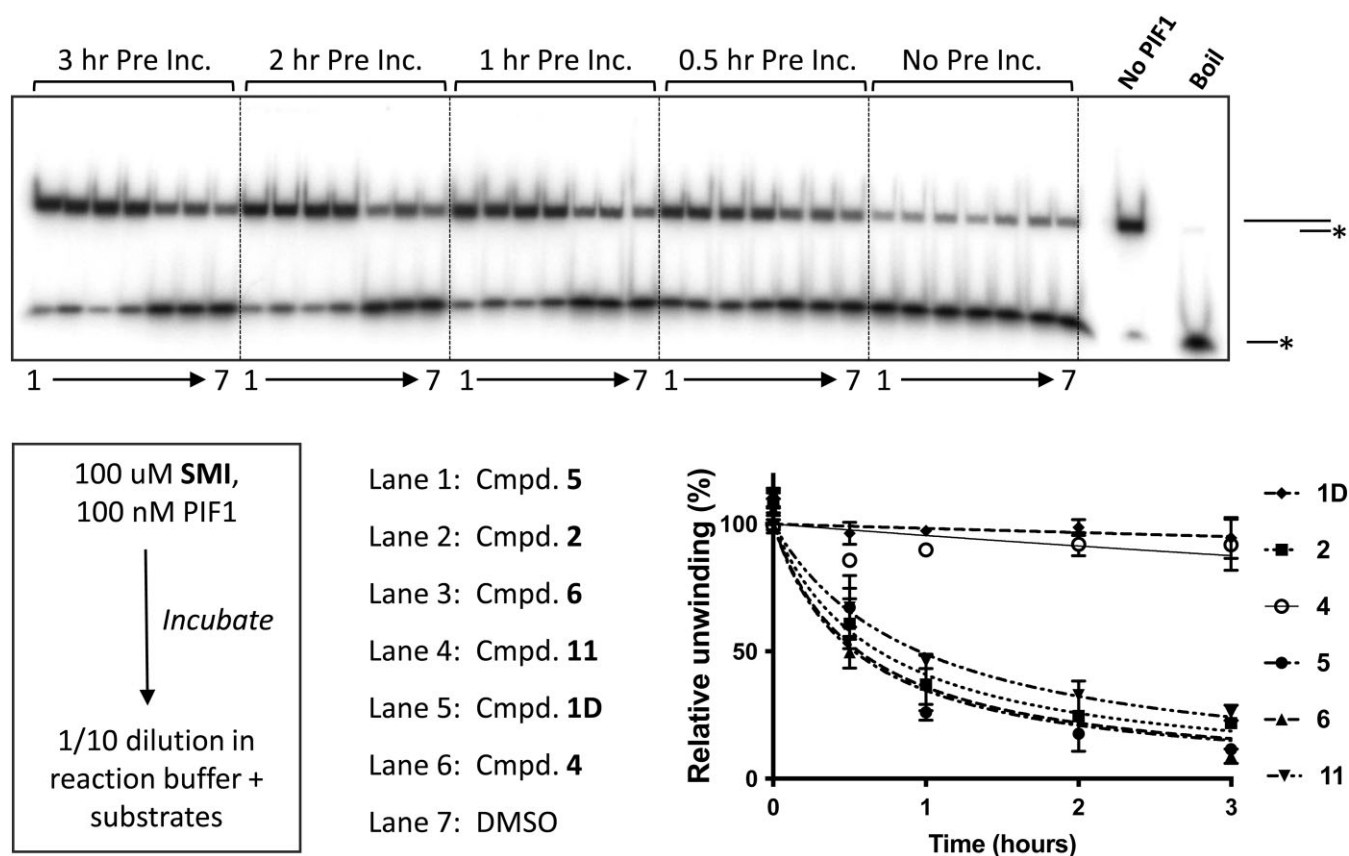 3 hr Pre Inc. 2 hr Pre Inc. 1 hr Pre Inc. 0.5 hr Pre Inc. No Pre Inc. No PIF1 Boil
*
*
1 7 1 7 1 7 1 7 1 7
100 uM SMI,
100 nM PIF1
Incubate
1/10 dilution in
reaction buffer +
substrates
Lane 1: Cmpd. 5
Lane 2: Cmpd. 2
Lane 3: Cmpd. 6
Lane 4: Cmpd. 11
Lane 5: Cmpd. 1D
Lane 6: Cmpd. 4
Lane 7: DMSO
Relative unwinding (%)
100
50
0
0 1 2 3
Time (hours)
1D
2
4
5
6
11